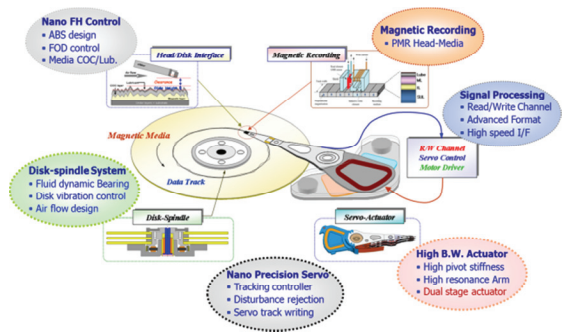 Nano FH Control
ABS design
FOD control
Media COC/Lub.
Head/Disk Interface
Magnetic Recording
Magnetic Recording
PMR Head-Media
Signal Processing
Read/Write Channel
Advanced Format
High speed I/F
Magnetic Media
Data Track
R/W Channel
Servo Control
Motor Driver
Disk-spindle System
Fluid dynamic Bearing
Disk vibration control
Air flow design
Disk-Spindle
Servo-Actuator
Nano Precision Servo
Tracking controller
Disturbance rejection
Servo track writing
High B.W. Actuator
High pivot stiffness
High resonance Arm
Dual stage actuator